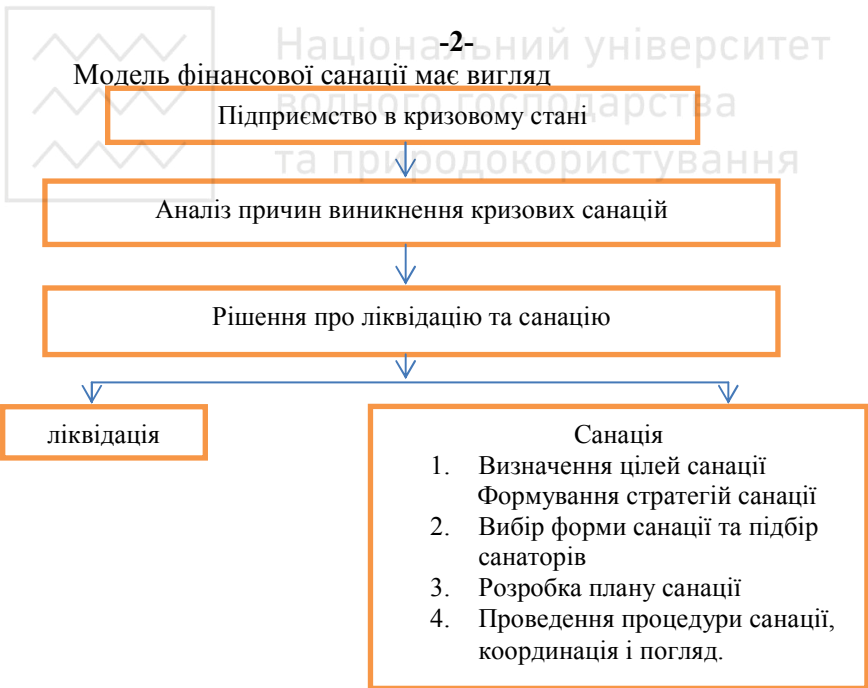 Національний університет
-2-
Модель фінансової санації має вигляд
водного господарства
Підприємство в кризовому стані
та природокористування
Аналіз причин виникнення кризових санацій
Рішення про ліквідацію та санацію
ліквідація
Санація
1. Визначення цілей санації
Формування стратегій санації
2. Вибір форми санації та підбір
санаторів
3. Розробка плану санації
4. Проведення процедури санації,
координація і погляд.